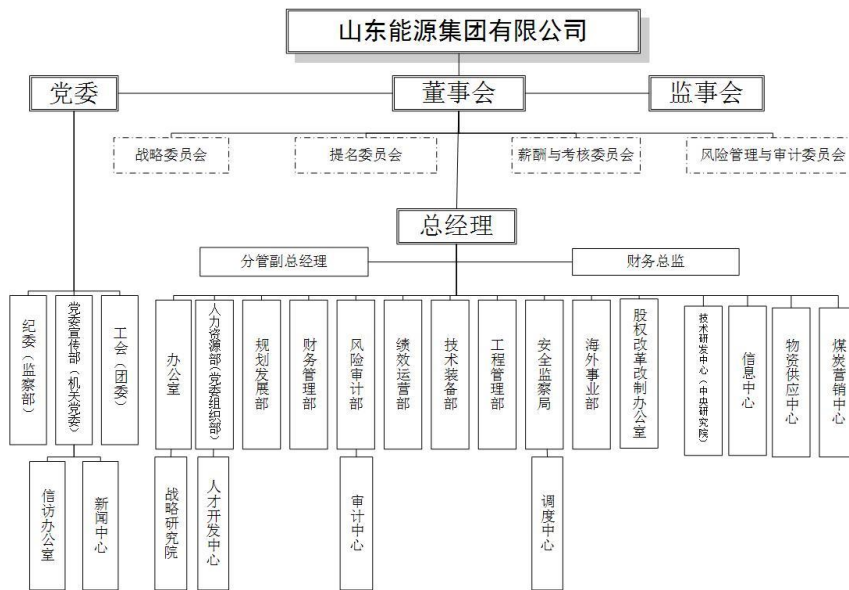 山东能源集团有限公司
党委
董事会
监事会
战略委员会
提名委员会
薪酬与考核委员会
风险管理与审计委员会
总经理
分管副总经理
财务总监
纪委（监察部）
党委宣传部（机关党委）
工会（团委）
办公室
人力资源部（党委组织部）
规划发展部
财务管理部
风险审计部
绩效运营部
技术装备部
工程管理部
安全监察局
海外事业部
股权改革改制办公室
技术研发中心（中央研究院）
信息中心
物资供应中心
煤炭营销中心
信访办公室
新闻中心
战略研究院
人才开发中心
审计中心
调度中心